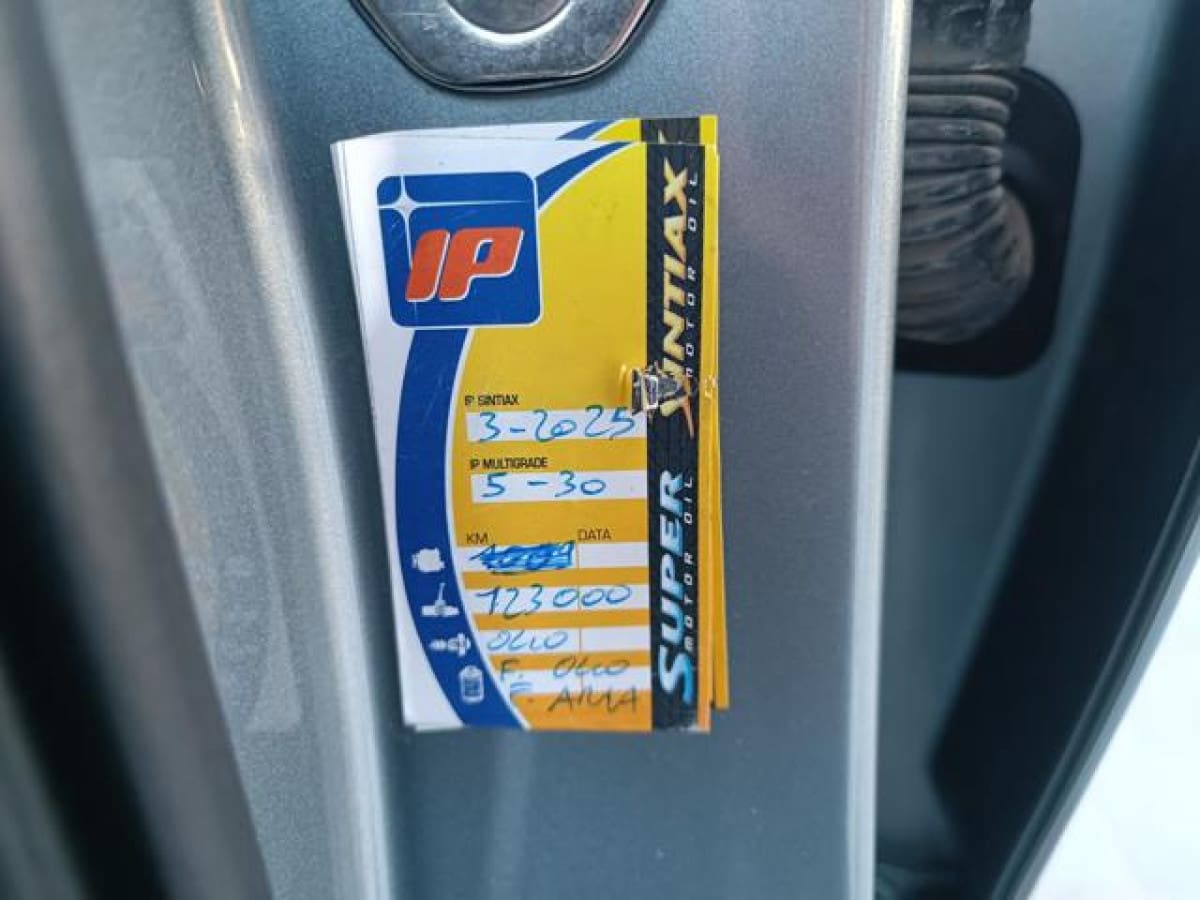 IP
IP SINTIAX
3-2025
IP MULTIGRADE
5-30
KM DATA
123000
OLIO
F. OLIO
F. ARIA
SUPER MOTOR OIL
SINTIAX MOTOR OIL